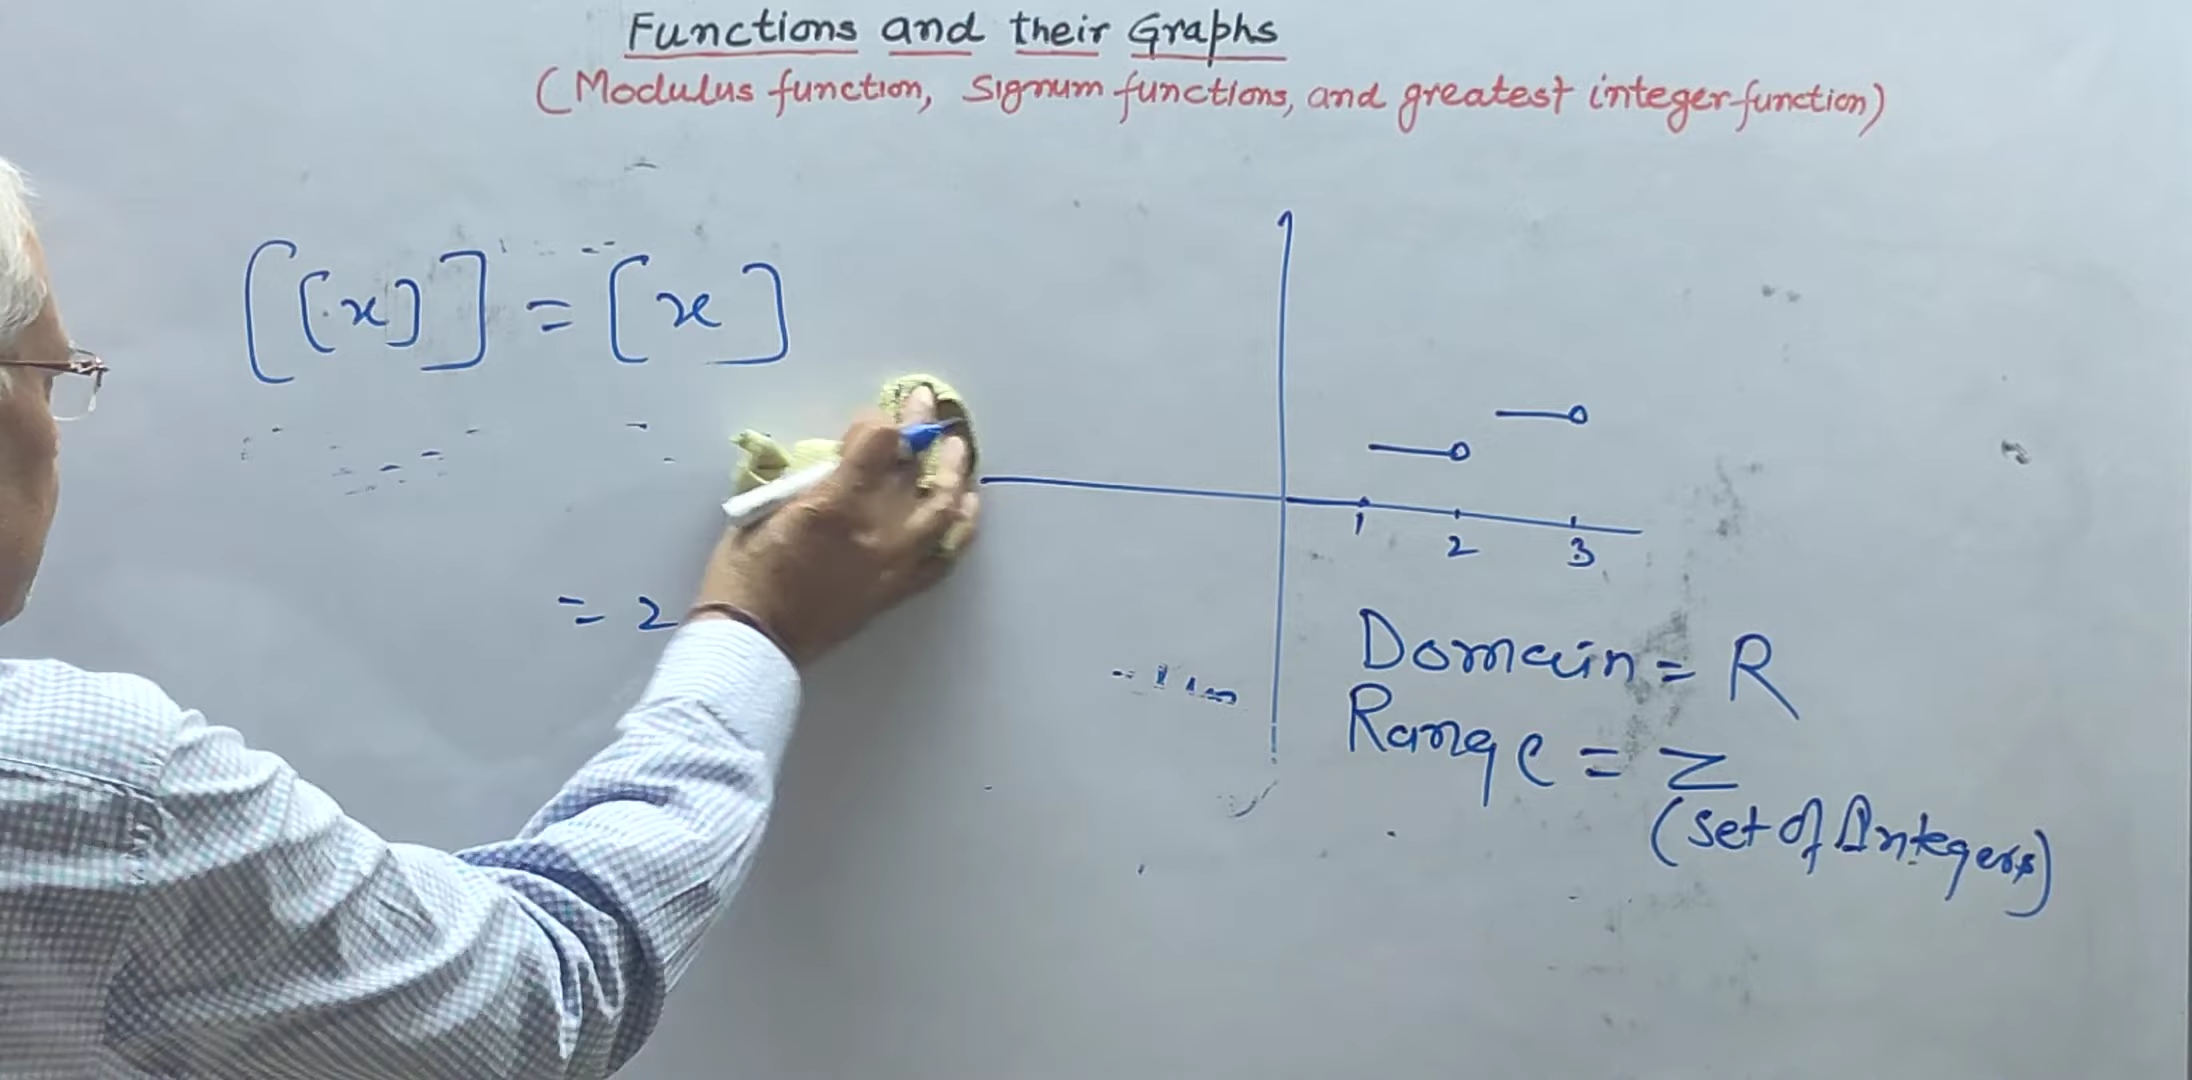 Functions and their Graphs
(Modulus function, Signum functions, and greatest integer function)
[[x]] = [x]
= 2
1 2 3
Domain = R
Range = Z
(Set of Integers)